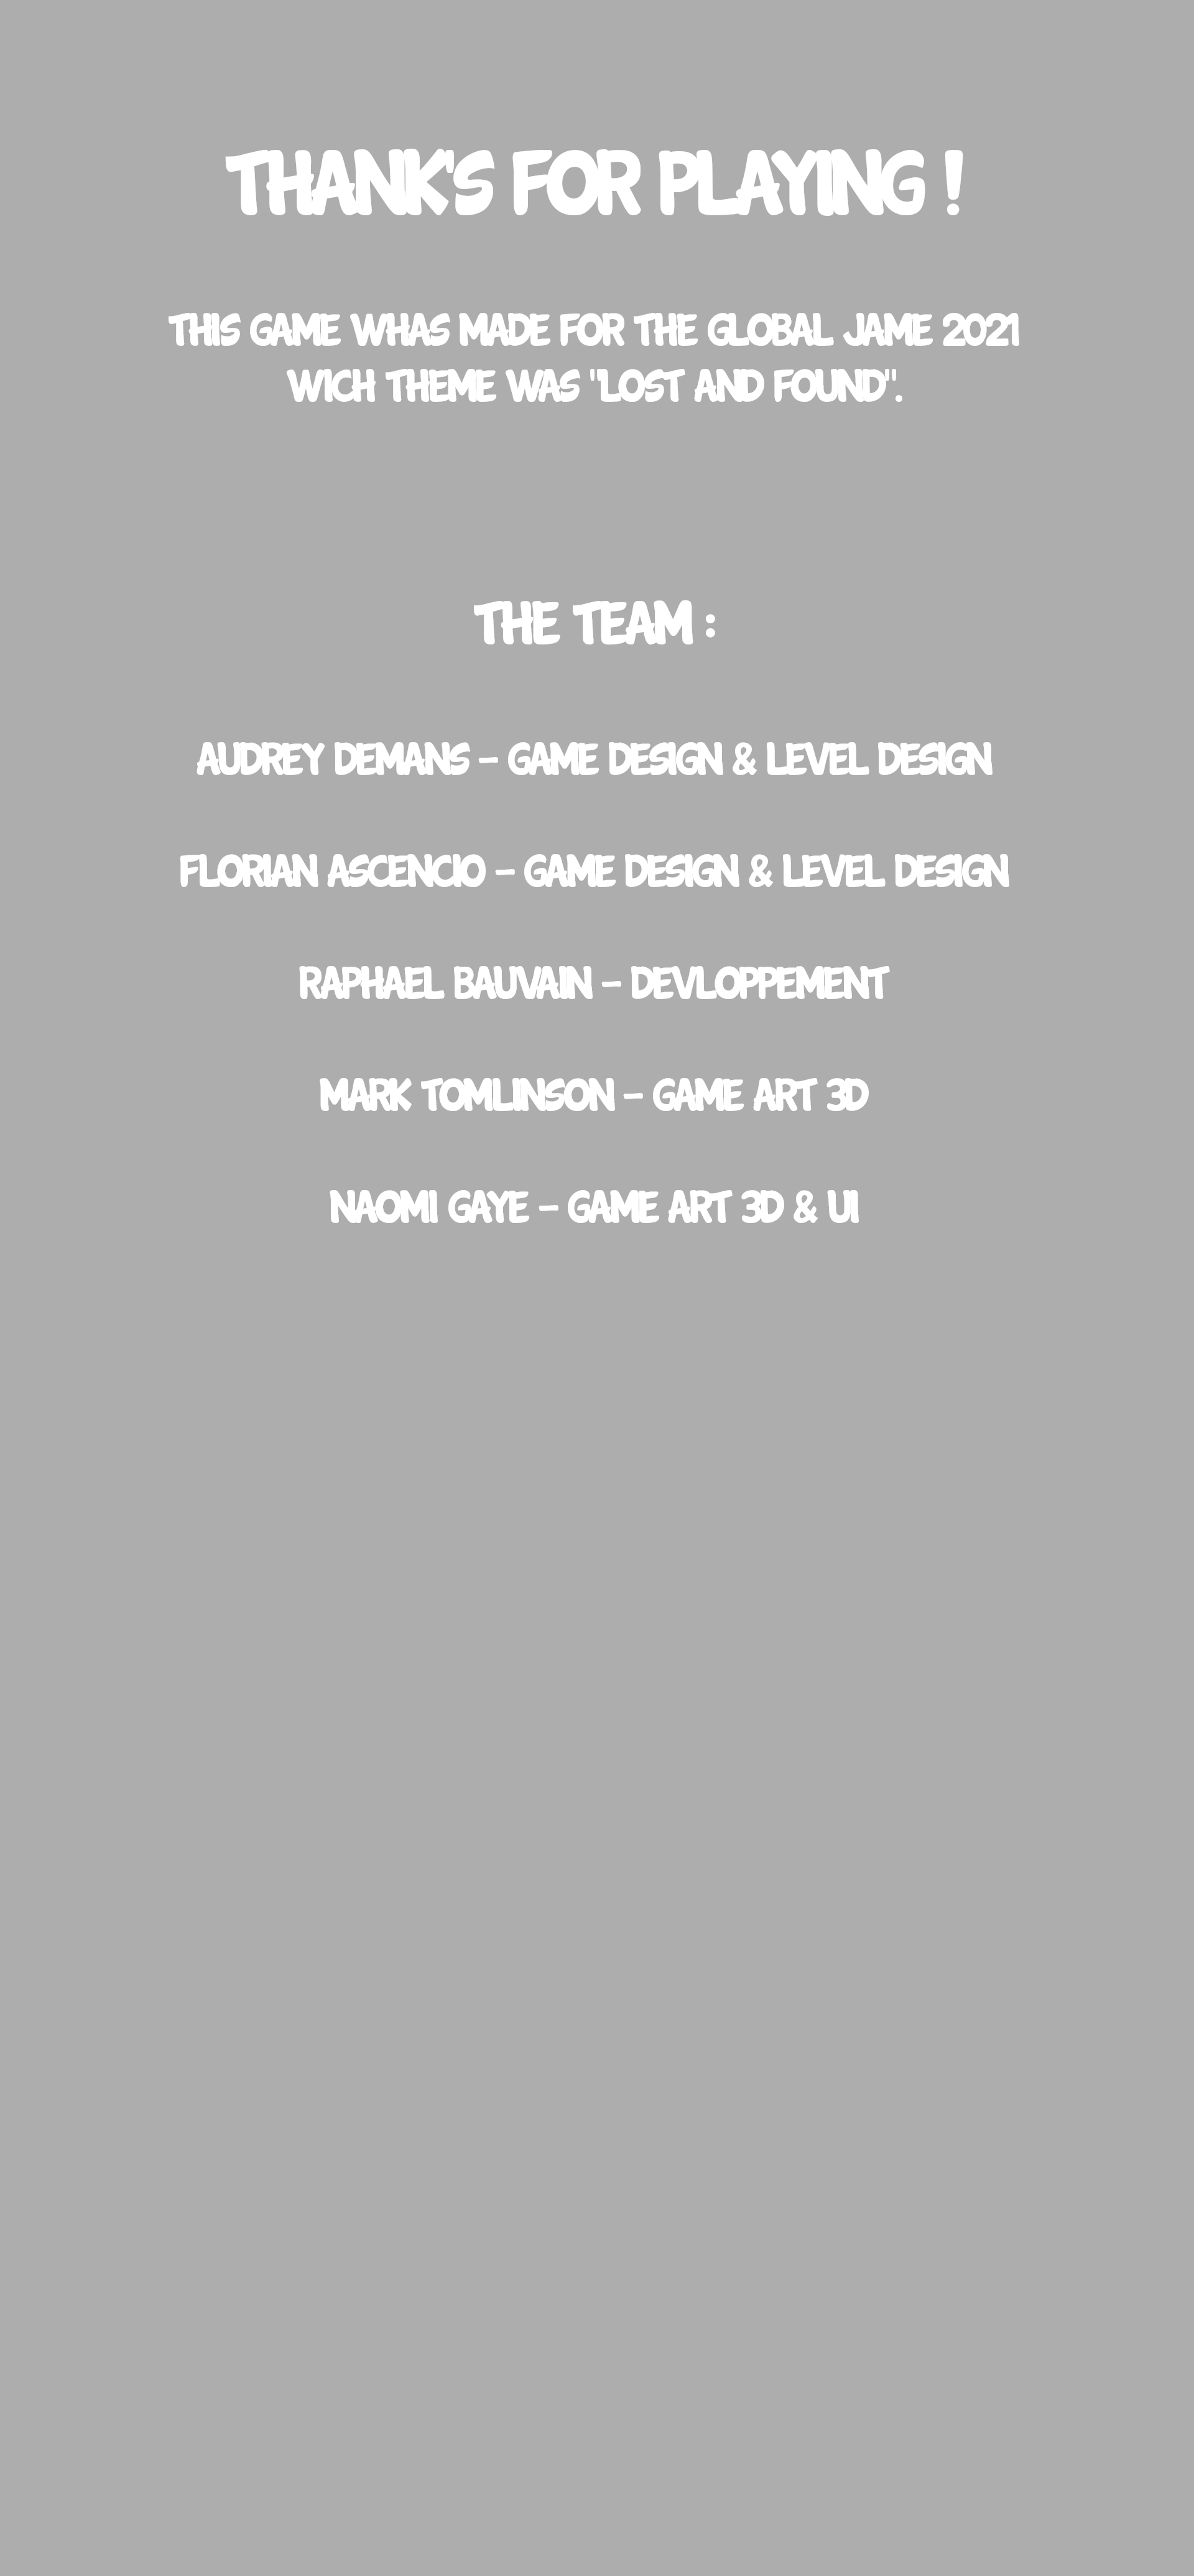 THANK'S FOR PLAYING !
THIS GAME WHAS MADE FOR THE GLOBAL JAME 2021
WICH THEME WAS "LOST AND FOUND".
THE TEAM :
AUDREY DEMANS - GAME DESIGN & LEVEL DESIGN
FLORIAN ASCENCIO - GAME DESIGN & LEVEL DESIGN
RAPHAEL BAUVAIN - DEVLOPPEMENT
MARK TOMLINSON - GAME ART 3D
NAOMI GAYE - GAME ART 3D & UI